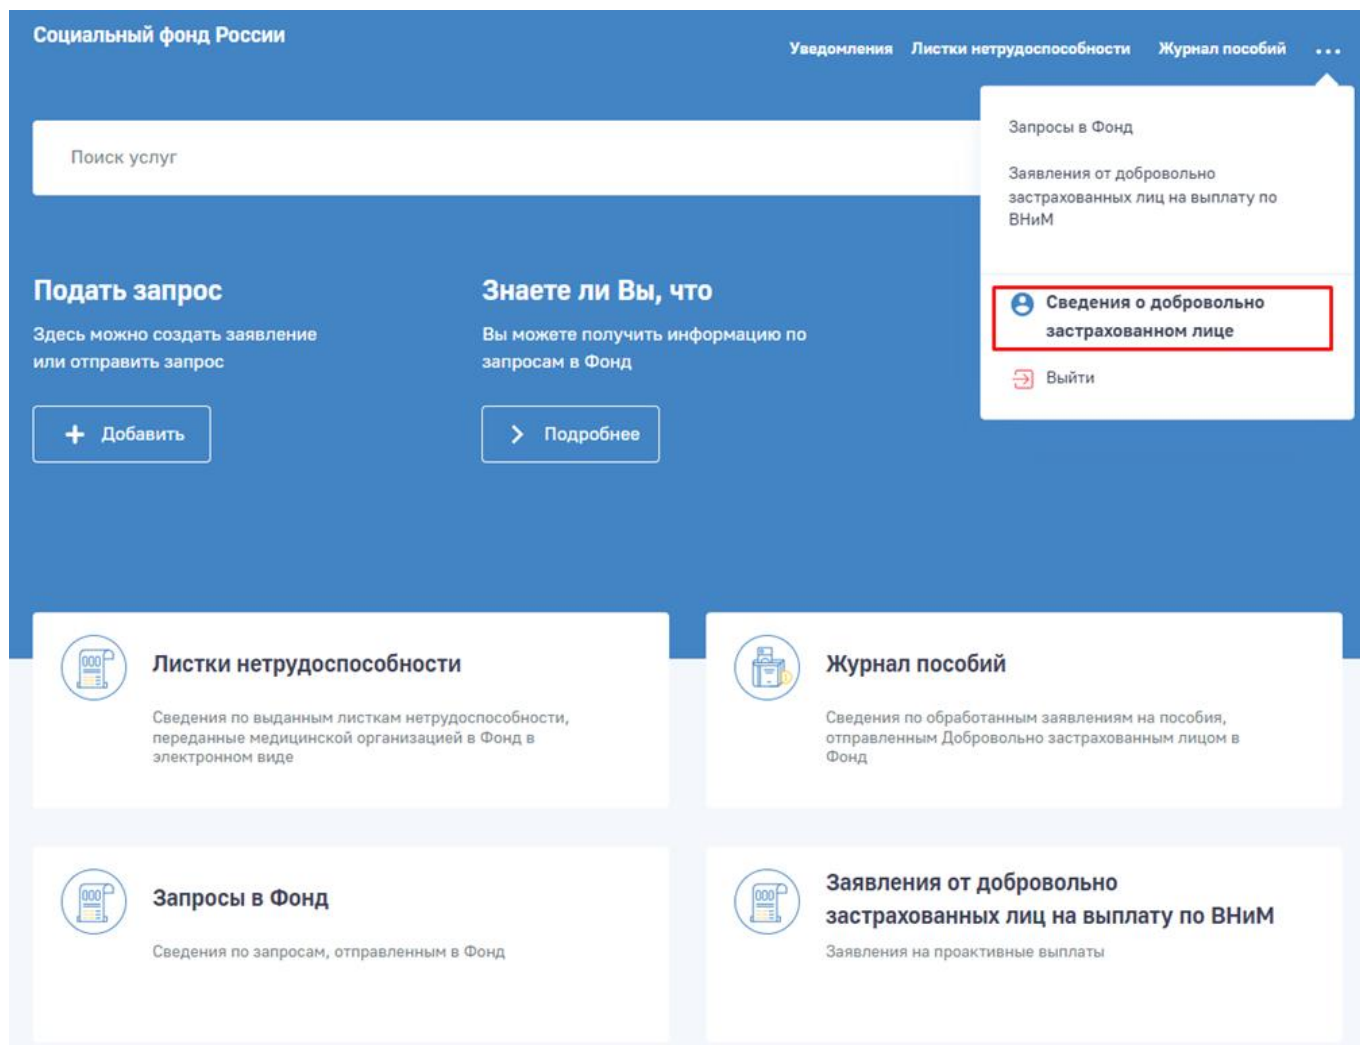 Социальный фонд России
Уведомления Листки нетрудоспособности Журнал пособий ...
Запросы в Фонд
Заявления от добровольно
застрахованных лиц на выплату по
ВНиМ
Сведения о добровольно
застрахованном лице
Выйти
Поиск услуг
Подать запрос
Здесь можно создать заявление
или отправить запрос
Добавить
Знаете ли Вы, что
Вы можете получить информацию по
запросам в Фонд
Подробнее
Листки нетрудоспособности
Сведения по выданным листкам нетрудоспособности,
переданные медицинской организацией в Фонд в
электронном виде
Журнал пособий
Сведения по обработанным заявлениям на пособия,
отправленным Добровольно застрахованным лицом в
Фонд
Запросы в Фонд
Сведения по запросам, отправленным в Фонд
Заявления от добровольно
застрахованных лиц на выплату по ВНиМ
Заявления на проактивные выплаты